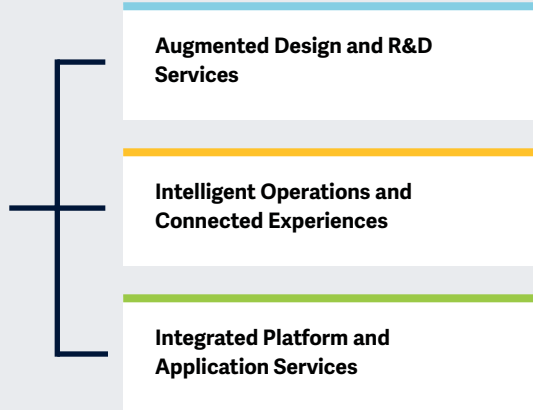 Augmented Design and R&D
Services
Intelligent Operations and
Connected Experiences
Integrated Platform and
Application Services